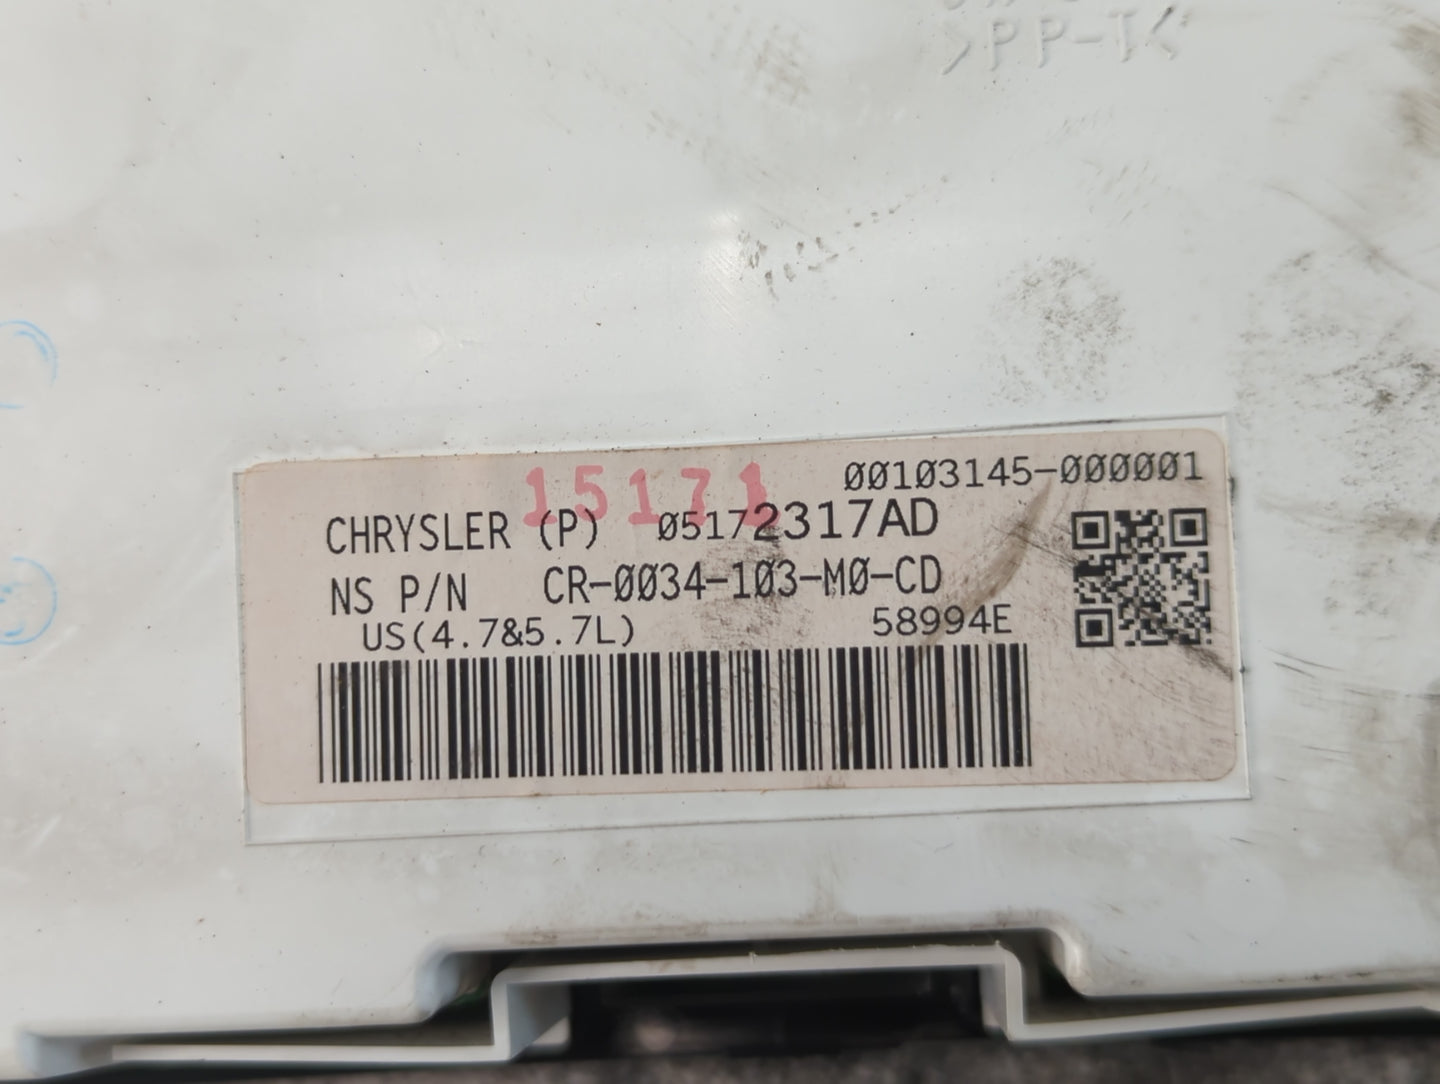 >PP-T<
15171
00103145-000001
CHRYSLER (P) 05172317AD
NS P/N CR-0034-103-M0-CD
US(4.7&5.7L) 58994E